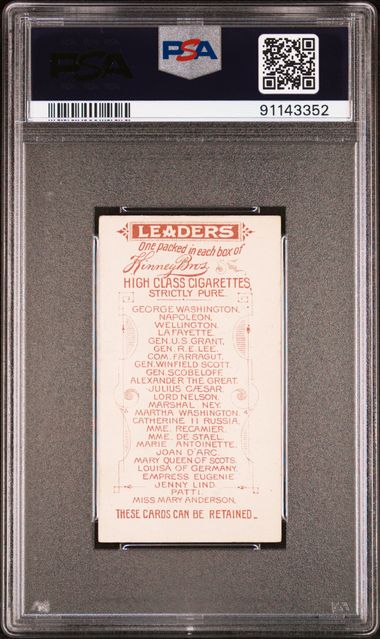 PSA
PSA
91143352
LEADERS
One packed in each box of
Kinney Bros.
HIGH CLASS CIGARETTES
STRICTLY PURE.
GEORGE WASHINGTON.
NAPOLEON.
WELLINGTON.
LAFAYETTE.
GEN. U.S. GRANT.
GEN. R.E. LEE.
COM. FARRAGUT.
GEN. WINFIELD SCOTT.
GEN. SCOBELOFF.
ALEXANDER THE GREAT.
JULIUS CÆSAR.
LORD NELSON.
MARSHAL NEY.
MARTHA WASHINGTON.
CATHERINE II RUSSIA.
MME. RECAMIER.
MME. DE STAEL.
MARIE ANTOINETTE.
JOAN D'ARC.
MARY QUEEN OF SCOTS.
LOUISA OF GERMANY.
EMPRESS EUGENIE
JENNY LIND.
PATTI.
MISS MARY ANDERSON.
THESE CARDS CAN BE RETAINED.